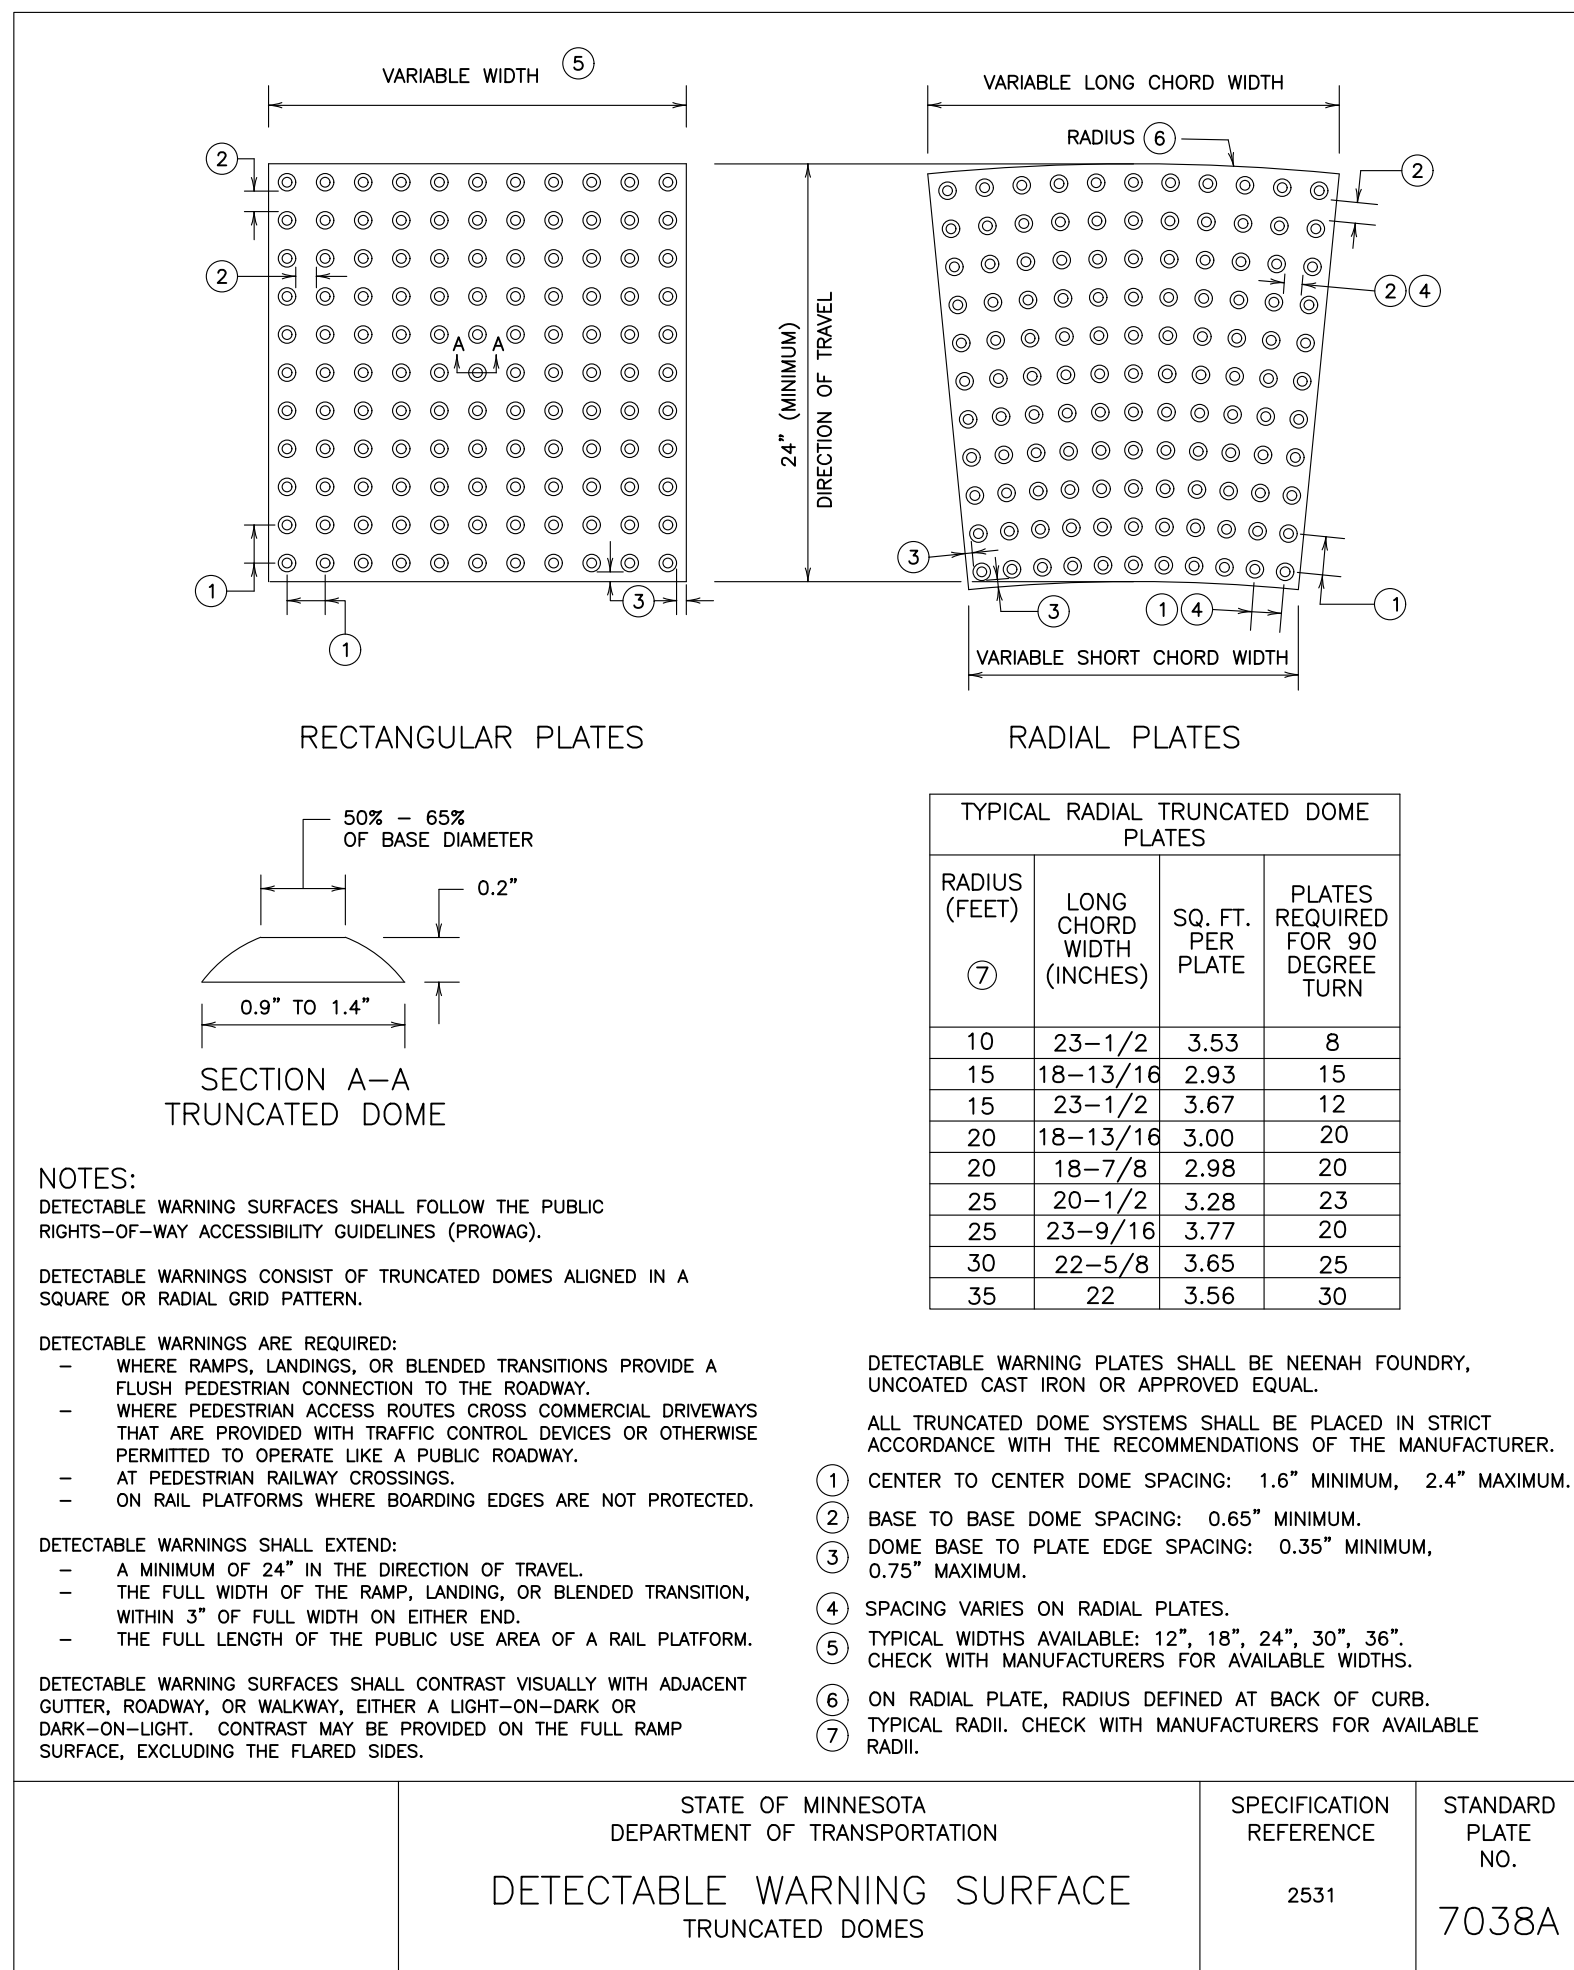 VARIABLE WIDTH 5
2
2
A A
1
1
3
24" (MINIMUM)
DIRECTION OF TRAVEL
RECTANGULAR PLATES
VARIABLE LONG CHORD WIDTH
RADIUS 6
2
2 4
3
3
1 4
1
VARIABLE SHORT CHORD WIDTH
RADIAL PLATES
50% – 65%
OF BASE DIAMETER
0.2"
0.9" TO 1.4"
SECTION A–A
TRUNCATED DOME
TYPICAL RADIAL TRUNCATED DOME
PLATES
RADIUS
(FEET)
7
LONG
CHORD
WIDTH
(INCHES)
SQ. FT.
PER
PLATE
PLATES
REQUIRED
FOR 90
DEGREE
TURN
10 23–1/2 3.53 8
15 18–13/16 2.93 15
15 23–1/2 3.67 12
20 18–13/16 3.00 20
20 18–7/8 2.98 20
25 20–1/2 3.28 23
25 23–9/16 3.77 20
30 22–5/8 3.65 25
35 22 3.56 30
NOTES:
DETECTABLE WARNING SURFACES SHALL FOLLOW THE PUBLIC
RIGHTS–OF–WAY ACCESSIBILITY GUIDELINES (PROWAG).
DETECTABLE WARNINGS CONSIST OF TRUNCATED DOMES ALIGNED IN A
SQUARE OR RADIAL GRID PATTERN.
DETECTABLE WARNINGS ARE REQUIRED:
– WHERE RAMPS, LANDINGS, OR BLENDED TRANSITIONS PROVIDE A
FLUSH PEDESTRIAN CONNECTION TO THE ROADWAY.
– WHERE PEDESTRIAN ACCESS ROUTES CROSS COMMERCIAL DRIVEWAYS
THAT ARE PROVIDED WITH TRAFFIC CONTROL DEVICES OR OTHERWISE
PERMITTED TO OPERATE LIKE A PUBLIC ROADWAY.
– AT PEDESTRIAN RAILWAY CROSSINGS.
– ON RAIL PLATFORMS WHERE BOARDING EDGES ARE NOT PROTECTED.
DETECTABLE WARNINGS SHALL EXTEND:
– A MINIMUM OF 24" IN THE DIRECTION OF TRAVEL.
– THE FULL WIDTH OF THE RAMP, LANDING, OR BLENDED TRANSITION,
WITHIN 3" OF FULL WIDTH ON EITHER END.
– THE FULL LENGTH OF THE PUBLIC USE AREA OF A RAIL PLATFORM.
DETECTABLE WARNING SURFACES SHALL CONTRAST VISUALLY WITH ADJACENT
GUTTER, ROADWAY, OR WALKWAY, EITHER A LIGHT–ON–DARK OR
DARK–ON–LIGHT. CONTRAST MAY BE PROVIDED ON THE FULL RAMP
SURFACE, EXCLUDING THE FLARED SIDES.
DETECTABLE WARNING PLATES SHALL BE NEENAH FOUNDRY,
UNCOATED CAST IRON OR APPROVED EQUAL.
ALL TRUNCATED DOME SYSTEMS SHALL BE PLACED IN STRICT
ACCORDANCE WITH THE RECOMMENDATIONS OF THE MANUFACTURER.
1 CENTER TO CENTER DOME SPACING: 1.6" MINIMUM, 2.4" MAXIMUM.
2 BASE TO BASE DOME SPACING: 0.65" MINIMUM.
3 DOME BASE TO PLATE EDGE SPACING: 0.35" MINIMUM,
0.75" MAXIMUM.
4 SPACING VARIES ON RADIAL PLATES.
5 TYPICAL WIDTHS AVAILABLE: 12", 18", 24", 30", 36".
CHECK WITH MANUFACTURERS FOR AVAILABLE WIDTHS.
6 ON RADIAL PLATE, RADIUS DEFINED AT BACK OF CURB.
7 TYPICAL RADII. CHECK WITH MANUFACTURERS FOR AVAILABLE
RADII.
STATE OF MINNESOTA
DEPARTMENT OF TRANSPORTATION
DETECTABLE WARNING SURFACE
TRUNCATED DOMES
SPECIFICATION
REFERENCE
2531
STANDARD
PLATE
NO.
7038A